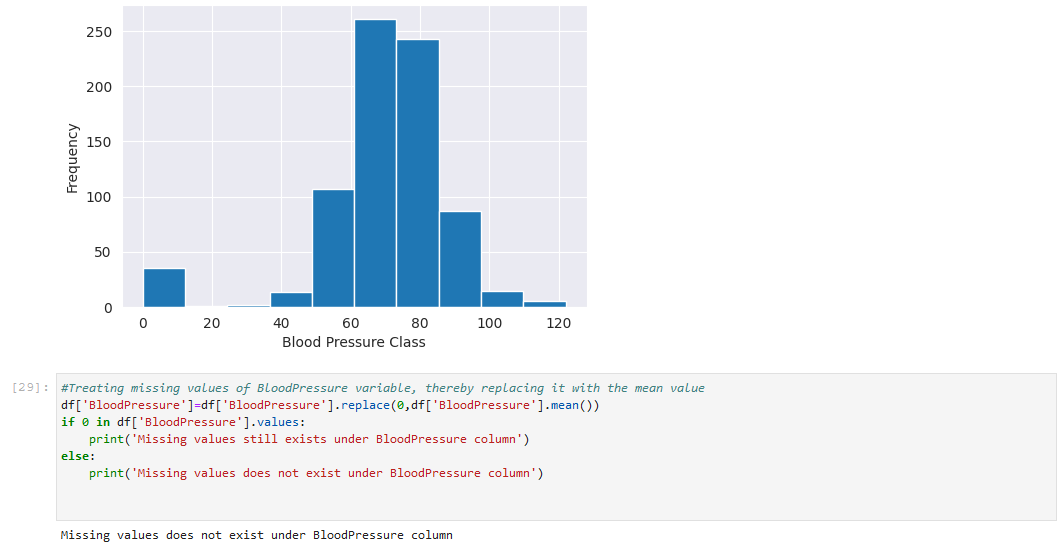 250
200
150
100
50
0
Frequency
0 20 40 60 80 100 120
Blood Pressure Class
[29]: #Treating missing values of BloodPressure variable, thereby replacing it with the mean value
df['BloodPressure']=df['BloodPressure'].replace(0,df['BloodPressure'].mean())
if 0 in df['BloodPressure'].values:
    print('Missing values still exists under BloodPressure column')
else:
    print('Missing values does not exist under BloodPressure column')
Missing values does not exist under BloodPressure column